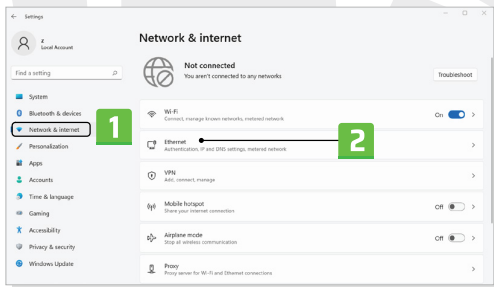 Settings
z
Local Account
Find a setting
System
Bluetooth & devices
Network & internet
Personalization
Apps
Accounts
Time & language
Gaming
Accessibility
Privacy & security
Windows Update
1
Network & internet
Not connected
You aren't connected to any networks
Troubleshoot
Wi-Fi
Connect, manage known networks, metered network
On
Ethernet
Authentication, IP and DNS settings, metered network
2
VPN
Add, connect, manage
Mobile hotspot
Share your internet connection
Off
Airplane mode
Stop all wireless communication
Off
Proxy
Proxy server for Wi-Fi and Ethernet connections